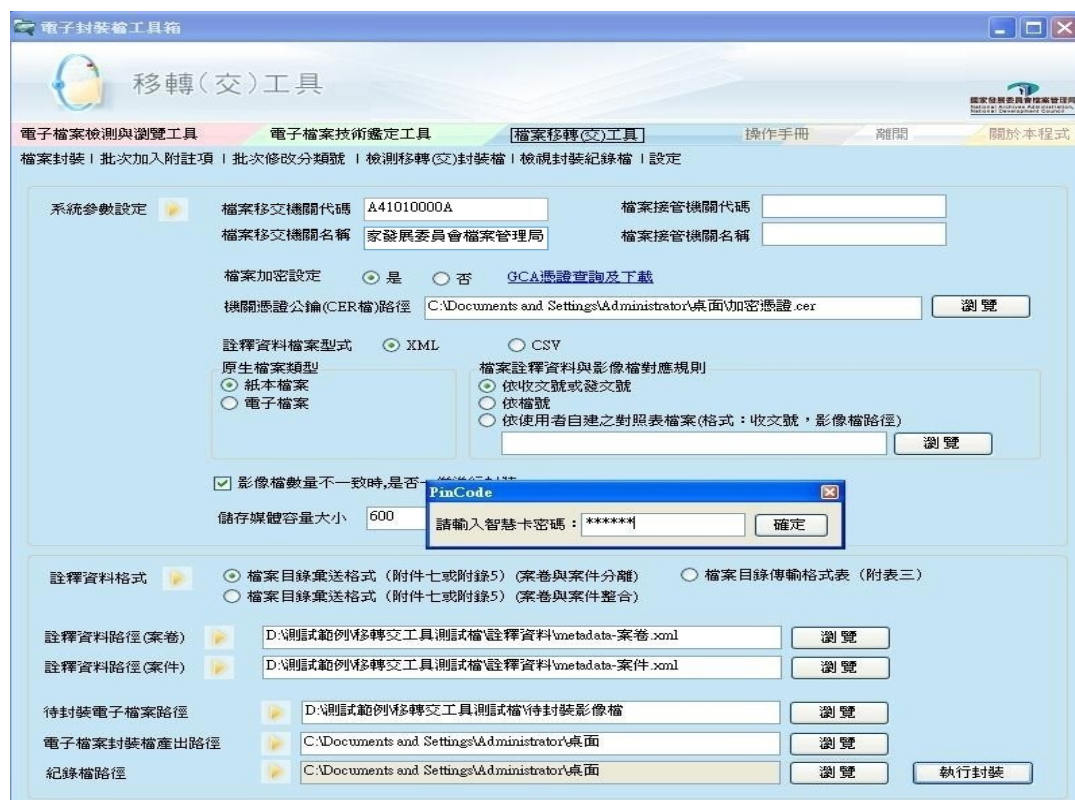 電子封裝檔工具箱
移轉(交)工具
國家發展委員會檔案管理局
National Archives Administration,
National Development Council
電子檔案檢測與瀏覽工具 電子檔案技術鑑定工具 [檔案移轉(交)工具] 操作手冊 離開 關於本程式
檔案封裝 | 批次加入附註項 | 批次修改分類號 | 檢測移轉(交)封裝檔 | 檢視封裝紀錄檔 | 設定
系統參數設定 檔案移交機關代碼 A41010000A 檔案接管機關代碼
檔案移交機關名稱 家發展委員會檔案管理局 檔案接管機關名稱
檔案加密設定 是 否 GCA憑證查詢及下載
機關憑證公鑰(CER檔)路徑 C:\Documents and Settings\Administrator\桌面\加密憑證.cer 瀏覽
詮釋資料檔案型式 XML CSV
原生檔案類型 檔案詮釋資料與影像檔對應規則
紙本檔案 依收文號或發文號
電子檔案 依檔號
依使用者自建之對照表檔案(格式：收文號，影像檔路徑)
瀏覽
影像檔數量不一致時,是否
PinCode
儲存媒體容量大小 600 請輸入智慧卡密碼： ****** 確定
詮釋資料格式 檔案目錄彙送格式 (附件七或附錄5) (案卷與案件分離) 檔案目錄傳輸格式表 (附表三)
檔案目錄彙送格式 (附件七或附錄5) (案卷與案件整合)
詮釋資料路徑(案卷) D:\測試範例\移轉交工具測試檔\詮釋資料\metadata-案卷.xml 瀏覽
詮釋資料路徑(案件) D:\測試範例\移轉交工具測試檔\詮釋資料\metadata-案件.xml 瀏覽
待封裝電子檔案路徑 D:\測試範例\移轉交工具測試檔\待封裝影像檔 瀏覽
電子檔案封裝檔產出路徑 C:\Documents and Settings\Administrator\桌面 瀏覽
紀錄檔路徑 C:\Documents and Settings\Administrator\桌面 瀏覽 執行封裝